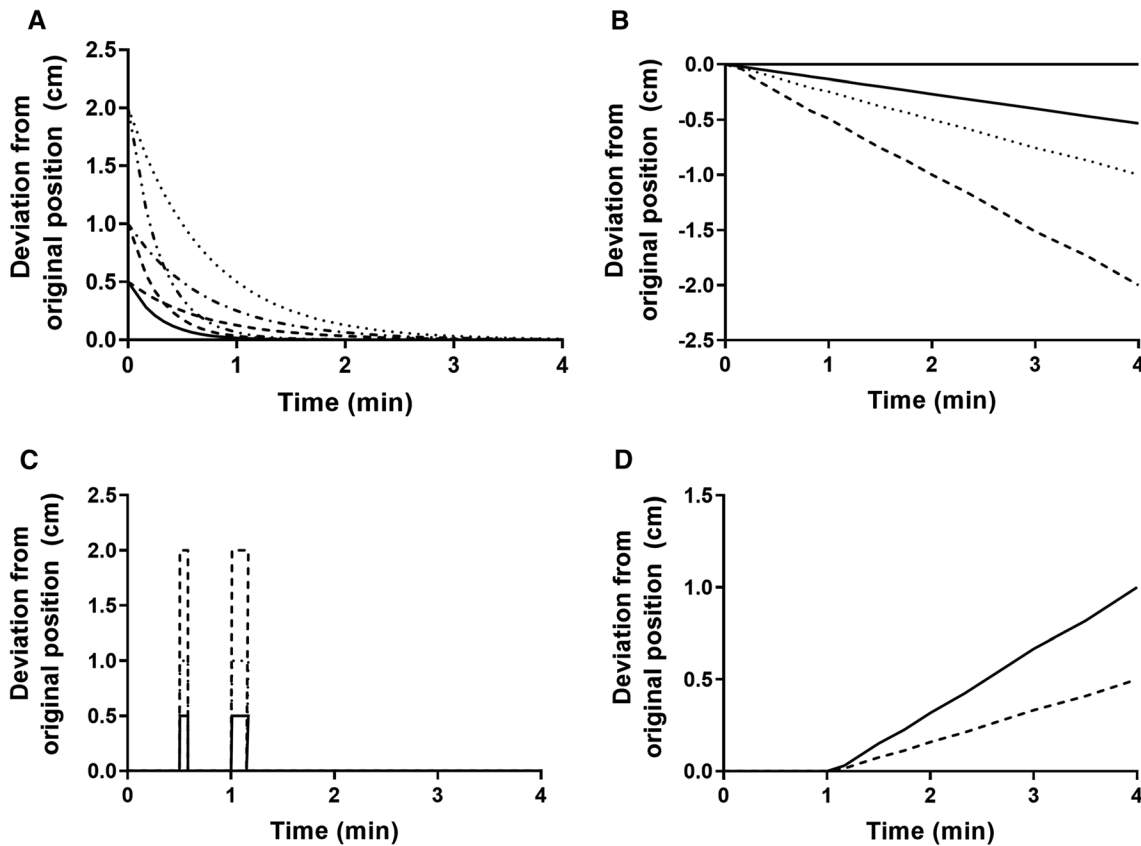 A
Deviation from
original position (cm)
2.5
2.0
1.5
1.0
0.5
0.0
0 1 2 3 4
Time (min)
B
Deviation from
original position (cm)
0.0
-0.5
-1.0
-1.5
-2.0
-2.5
0 1 2 3 4
Time (min)
C
Deviation from
original position (cm)
2.5
2.0
1.5
1.0
0.5
0.0
0 1 2 3 4
Time (min)
D
Deviation from
original position (cm)
1.5
1.0
0.5
0.0
0 1 2 3 4
Time (min)